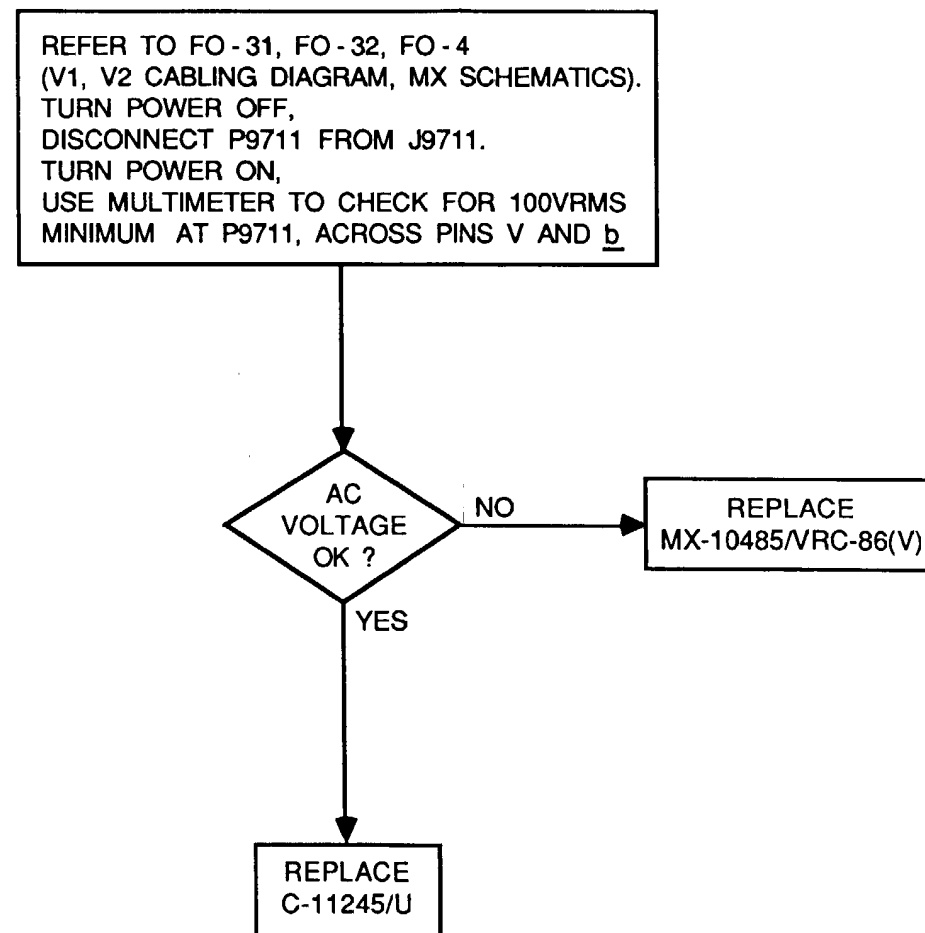 REFER TO FO-31, FO-32, FO-4
(V1, V2 CABLING DIAGRAM, MX SCHEMATICS).
TURN POWER OFF,
DISCONNECT P9711 FROM J9711.
TURN POWER ON,
USE MULTIMETER TO CHECK FOR 100VRMS
MINIMUM AT P9711, ACROSS PINS V AND b
AC
VOLTAGE
OK ?
NO
REPLACE
MX-10485/VRC-86(V)
YES
REPLACE
C-11245/U